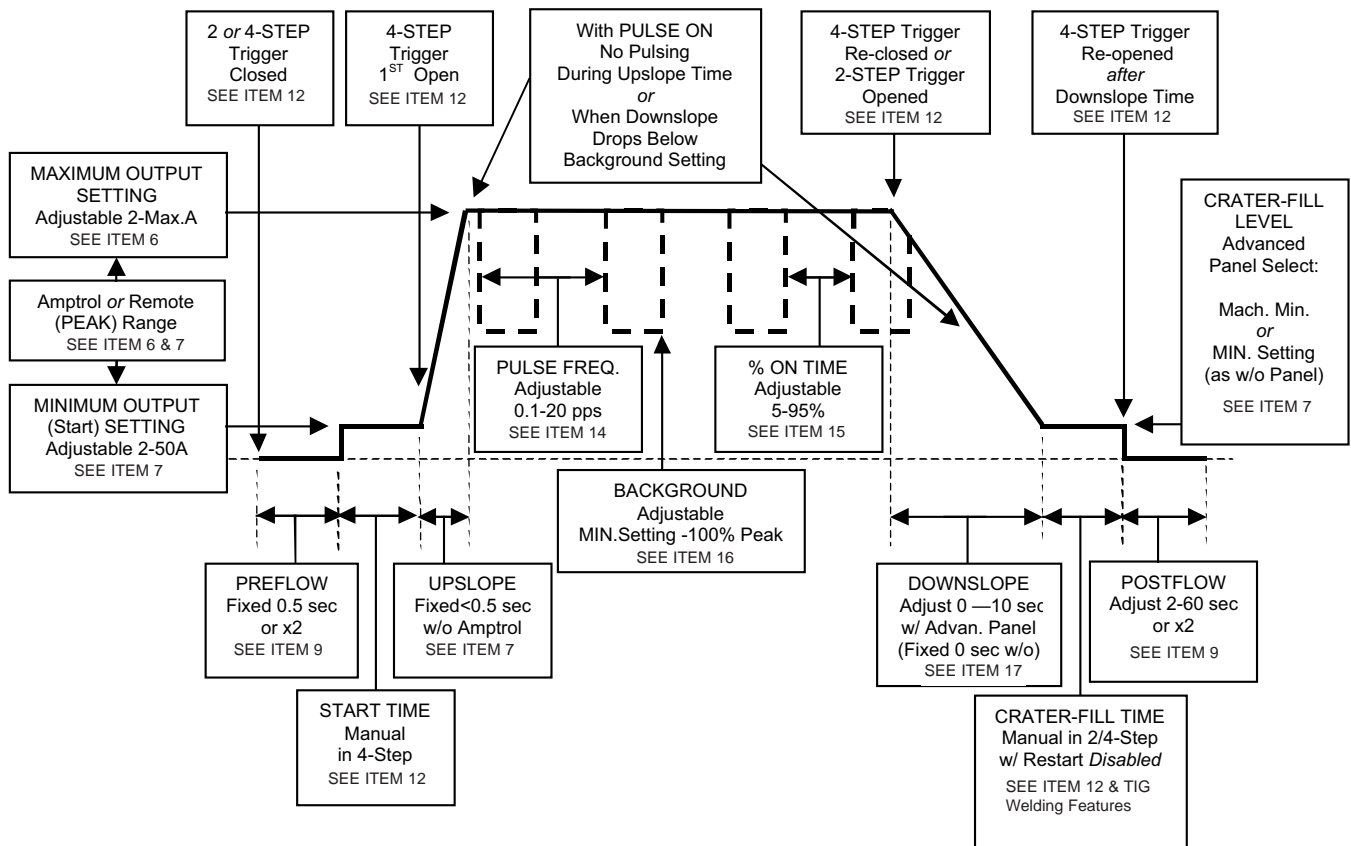 2 or 4-STEP
Trigger
Closed
SEE ITEM 12
4-STEP
Trigger
1ST Open
SEE ITEM 12
With PULSE ON
No Pulsing
During Upslope Time
or
When Downslope
Drops Below
Background Setting
4-STEP Trigger
Re-closed or
2-STEP Trigger
Opened
SEE ITEM 12
4-STEP Trigger
Re-opened
after
Downslope Time
SEE ITEM 12
MAXIMUM OUTPUT
SETTING
Adjustable 2-Max.A
SEE ITEM 6
Amptrol or Remote
(PEAK) Range
SEE ITEM 6 & 7
MINIMUM OUTPUT
(Start) SETTING
Adjustable 2-50A
SEE ITEM 7
CRATER-FILL
LEVEL
Advanced
Panel Select:
Mach. Min.
or
MIN. Setting
(as w/o Panel)
SEE ITEM 7
PULSE FREQ.
Adjustable
0.1-20 pps
SEE ITEM 14
% ON TIME
Adjustable
5-95%
SEE ITEM 15
BACKGROUND
Adjustable
MIN.Setting -100% Peak
SEE ITEM 16
PREFLOW
Fixed 0.5 sec
or x2
SEE ITEM 9
UPSLOPE
Fixed<0.5 sec
w/o Amptrol
SEE ITEM 7
DOWNSLOPE
Adjust 0 —10 sec
w/ Advan. Panel
(Fixed 0 sec w/o)
SEE ITEM 17
POSTFLOW
Adjust 2-60 sec
or x2
SEE ITEM 9
START TIME
Manual
in 4-Step
SEE ITEM 12
CRATER-FILL TIME
Manual in 2/4-Step
w/ Restart Disabled
SEE ITEM 12 & TIG
Welding Features